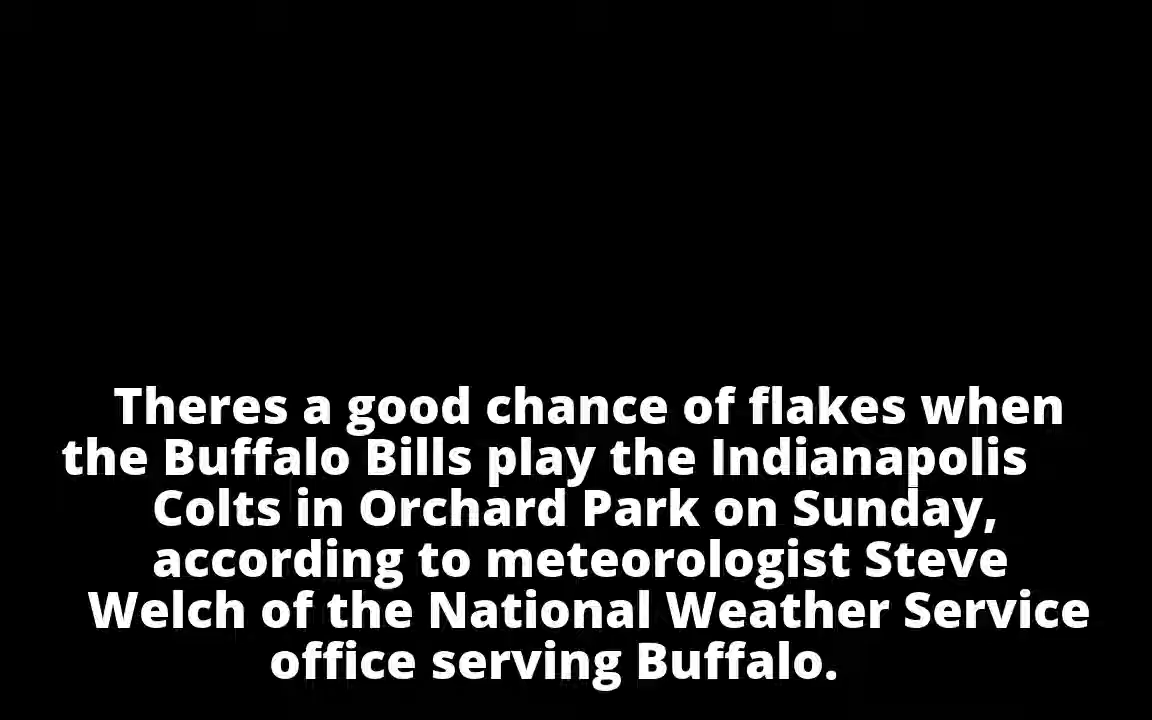 Theres a good chance of flakes when
the Buffalo Bills play the Indianapolis
Colts in Orchard Park on Sunday,
according to meteorologist Steve
Welch of the National Weather Service
office serving Buffalo.